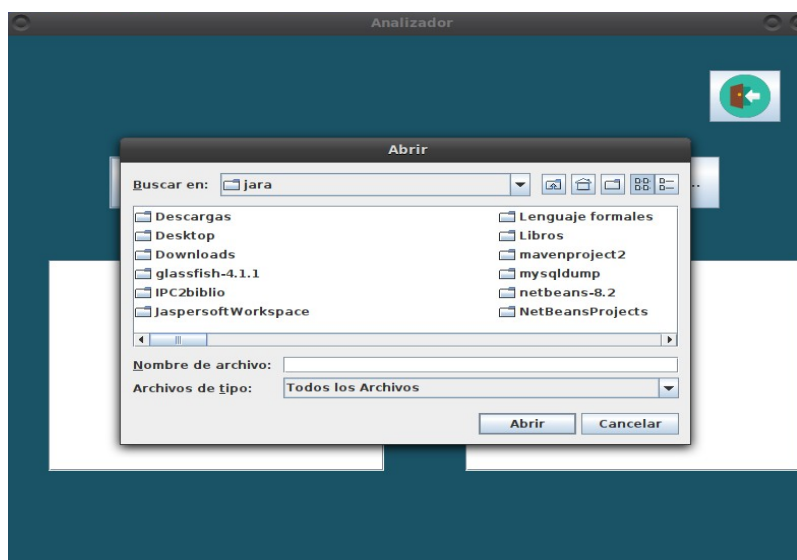 Analizador
Abrir
Buscar en: jara
Descargas
Desktop
Downloads
glassfish-4.1.1
IPC2biblio
JaspersoftWorkspace
Lenguaje formales
Libros
mavenproject2
mysqldump
netbeans-8.2
NetBeansProjects
..
Nombre de archivo:
Archivos de tipo: Todos los Archivos
Abrir Cancelar